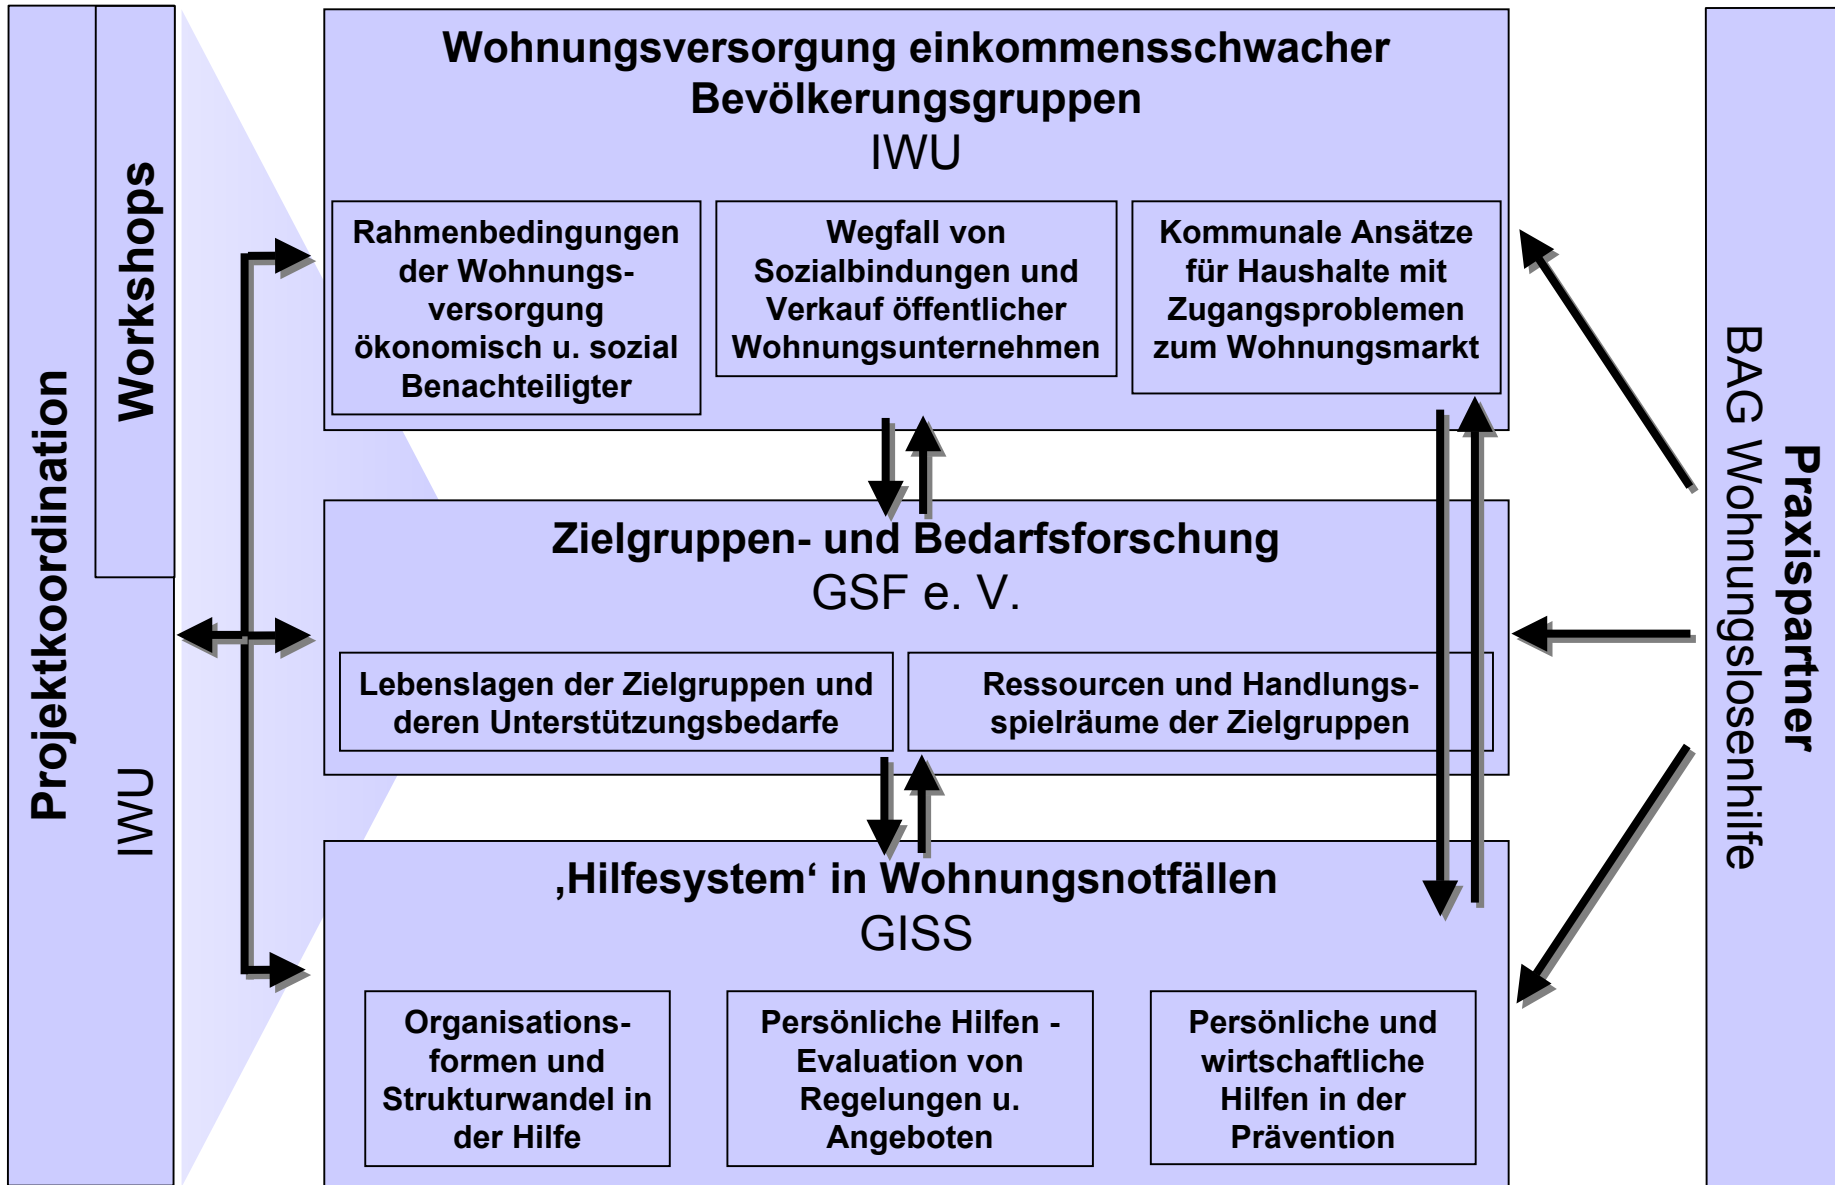 Projektkoordination
IWU
Workshops
Wohnungsversorgung einkommensschwacher
Bevölkerungsgruppen
IWU
Rahmenbedingungen
der Wohnungs-
versorgung
ökonomisch u. sozial
Benachteiligter
Wegfall von
Sozialbindungen und
Verkauf öffentlicher
Wohnungsunternehmen
Kommunale Ansätze
für Haushalte mit
Zugangsproblemen
zum Wohnungsmarkt
Zielgruppen- und Bedarfsforschung
GSF e. V.
Lebenslagen der Zielgruppen und
deren Unterstützungsbedarfe
Ressourcen und Handlungs-
spielräume der Zielgruppen
‚Hilfesystem‘ in Wohnungsnotfällen
GISS
Organisations-
formen und
Strukturwandel in
der Hilfe
Persönliche Hilfen -
Evaluation von
Regelungen u.
Angeboten
Persönliche und
wirtschaftliche
Hilfen in der
Prävention
Praxispartner
BAG Wohnungslosenhilfe